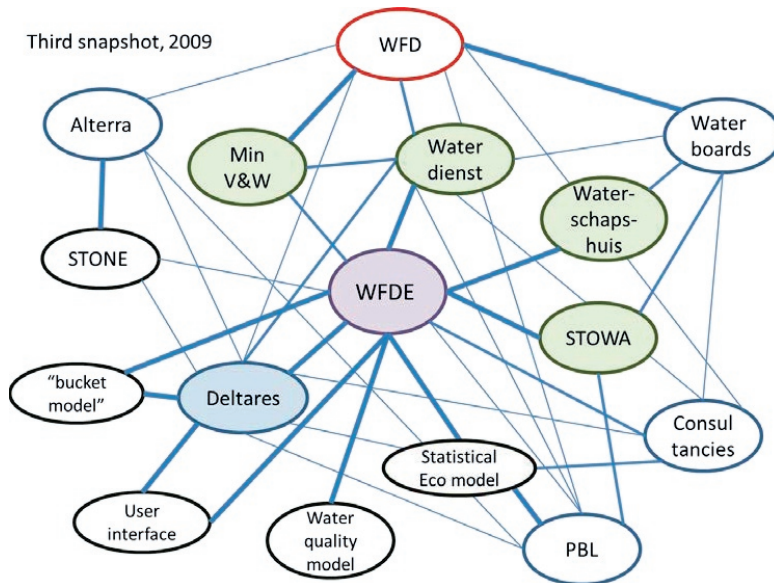 Third snapshot, 2009
WFD
Alterra
Min
V&W
Water
dienst
Water
boards
Water-
schaps-
huis
STONE
WFDE
STOWA
“bucket
model”
Deltares
Consul
tancies
Statistical
Eco model
User
interface
Water
quality
model
PBL